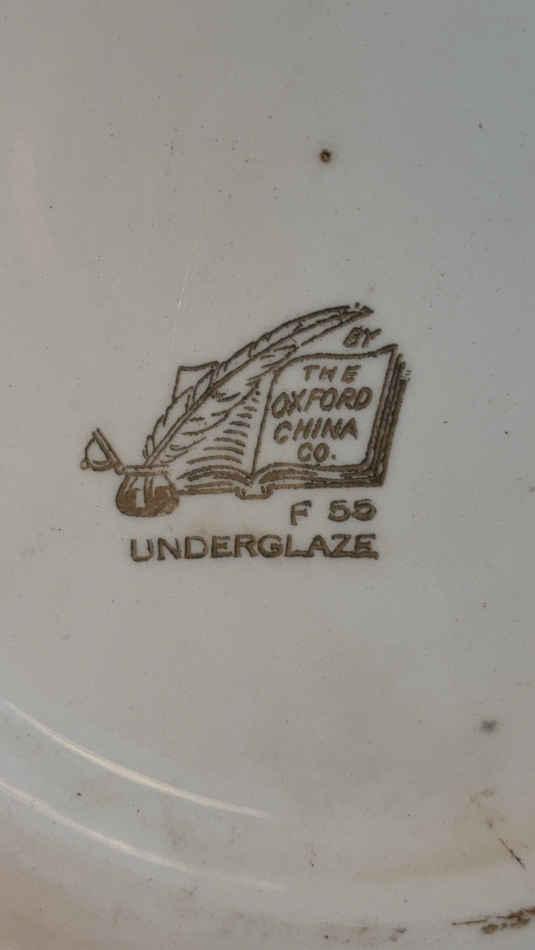 BY
THE
OXFORD
CHINA
CO.
F 55
UNDERGLAZE